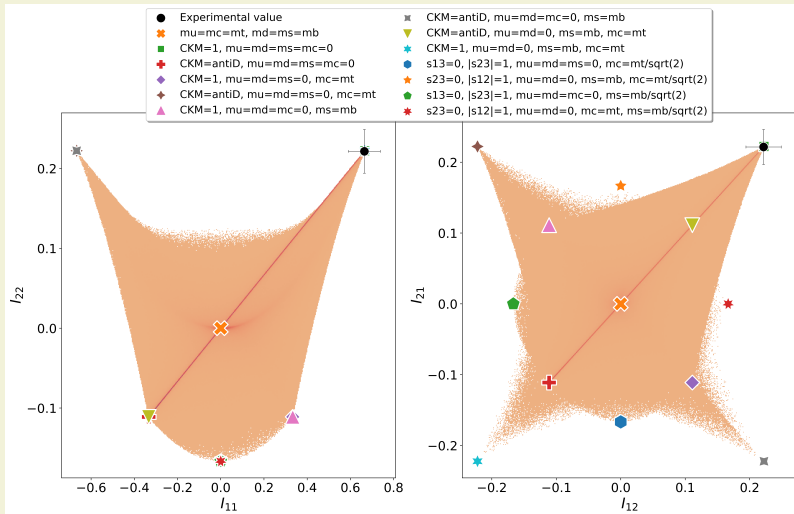 Experimental value
mu=mc=mt, md=ms=mb
CKM=1, mu=md=ms=mc=0
CKM=antiD, mu=md=ms=mc=0
CKM=1, mu=md=ms=0, mc=mt
CKM=antiD, mu=md=ms=0, mc=mt
CKM=1, mu=md=mc=0, ms=mb
CKM=antiD, mu=md=mc=0, ms=mb
CKM=antiD, mu=md=0, ms=mb, mc=mt
CKM=1, mu=md=0, ms=mb, mc=mt
s13=0, |s23|=1, mu=md=ms=0, mc=mt/sqrt(2)
s23=0, |s12|=1, mu=md=0, ms=mb, mc=mt/sqrt(2)
s13=0, |s23|=1, mu=md=mc=0, ms=mb/sqrt(2)
s23=0, |s12|=1, mu=md=0, mc=mt, ms=mb/sqrt(2)
0.2
0.1
0.0
−0.1
I22
−0.6 −0.4 −0.2 0.0 0.2 0.4 0.6 0.8
I11
0.2
0.1
0.0
−0.1
−0.2
I21
−0.2 −0.1 0.0 0.1 0.2
I12